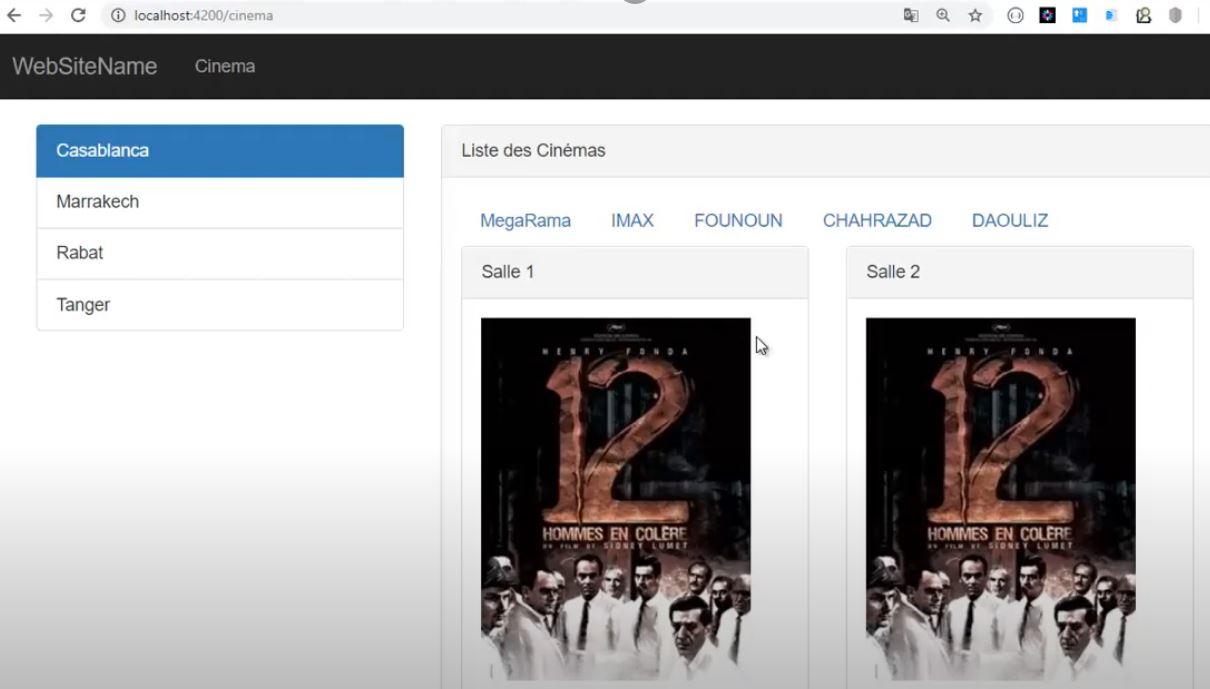 localhost:4200/cinema
WebSiteName Cinema
Casablanca
Marrakech
Rabat
Tanger
Liste des Cinémas
MegaRama IMAX FOUNOUN CHAHRAZAD DAOULIZ
Salle 1
HENRY FONDA
12
HOMMES EN COLÈRE
UN FILM DE SIDNEY LUMET
Salle 2
HENRY FONDA
12
HOMMES EN COLÈRE
UN FILM DE SIDNEY LUMET